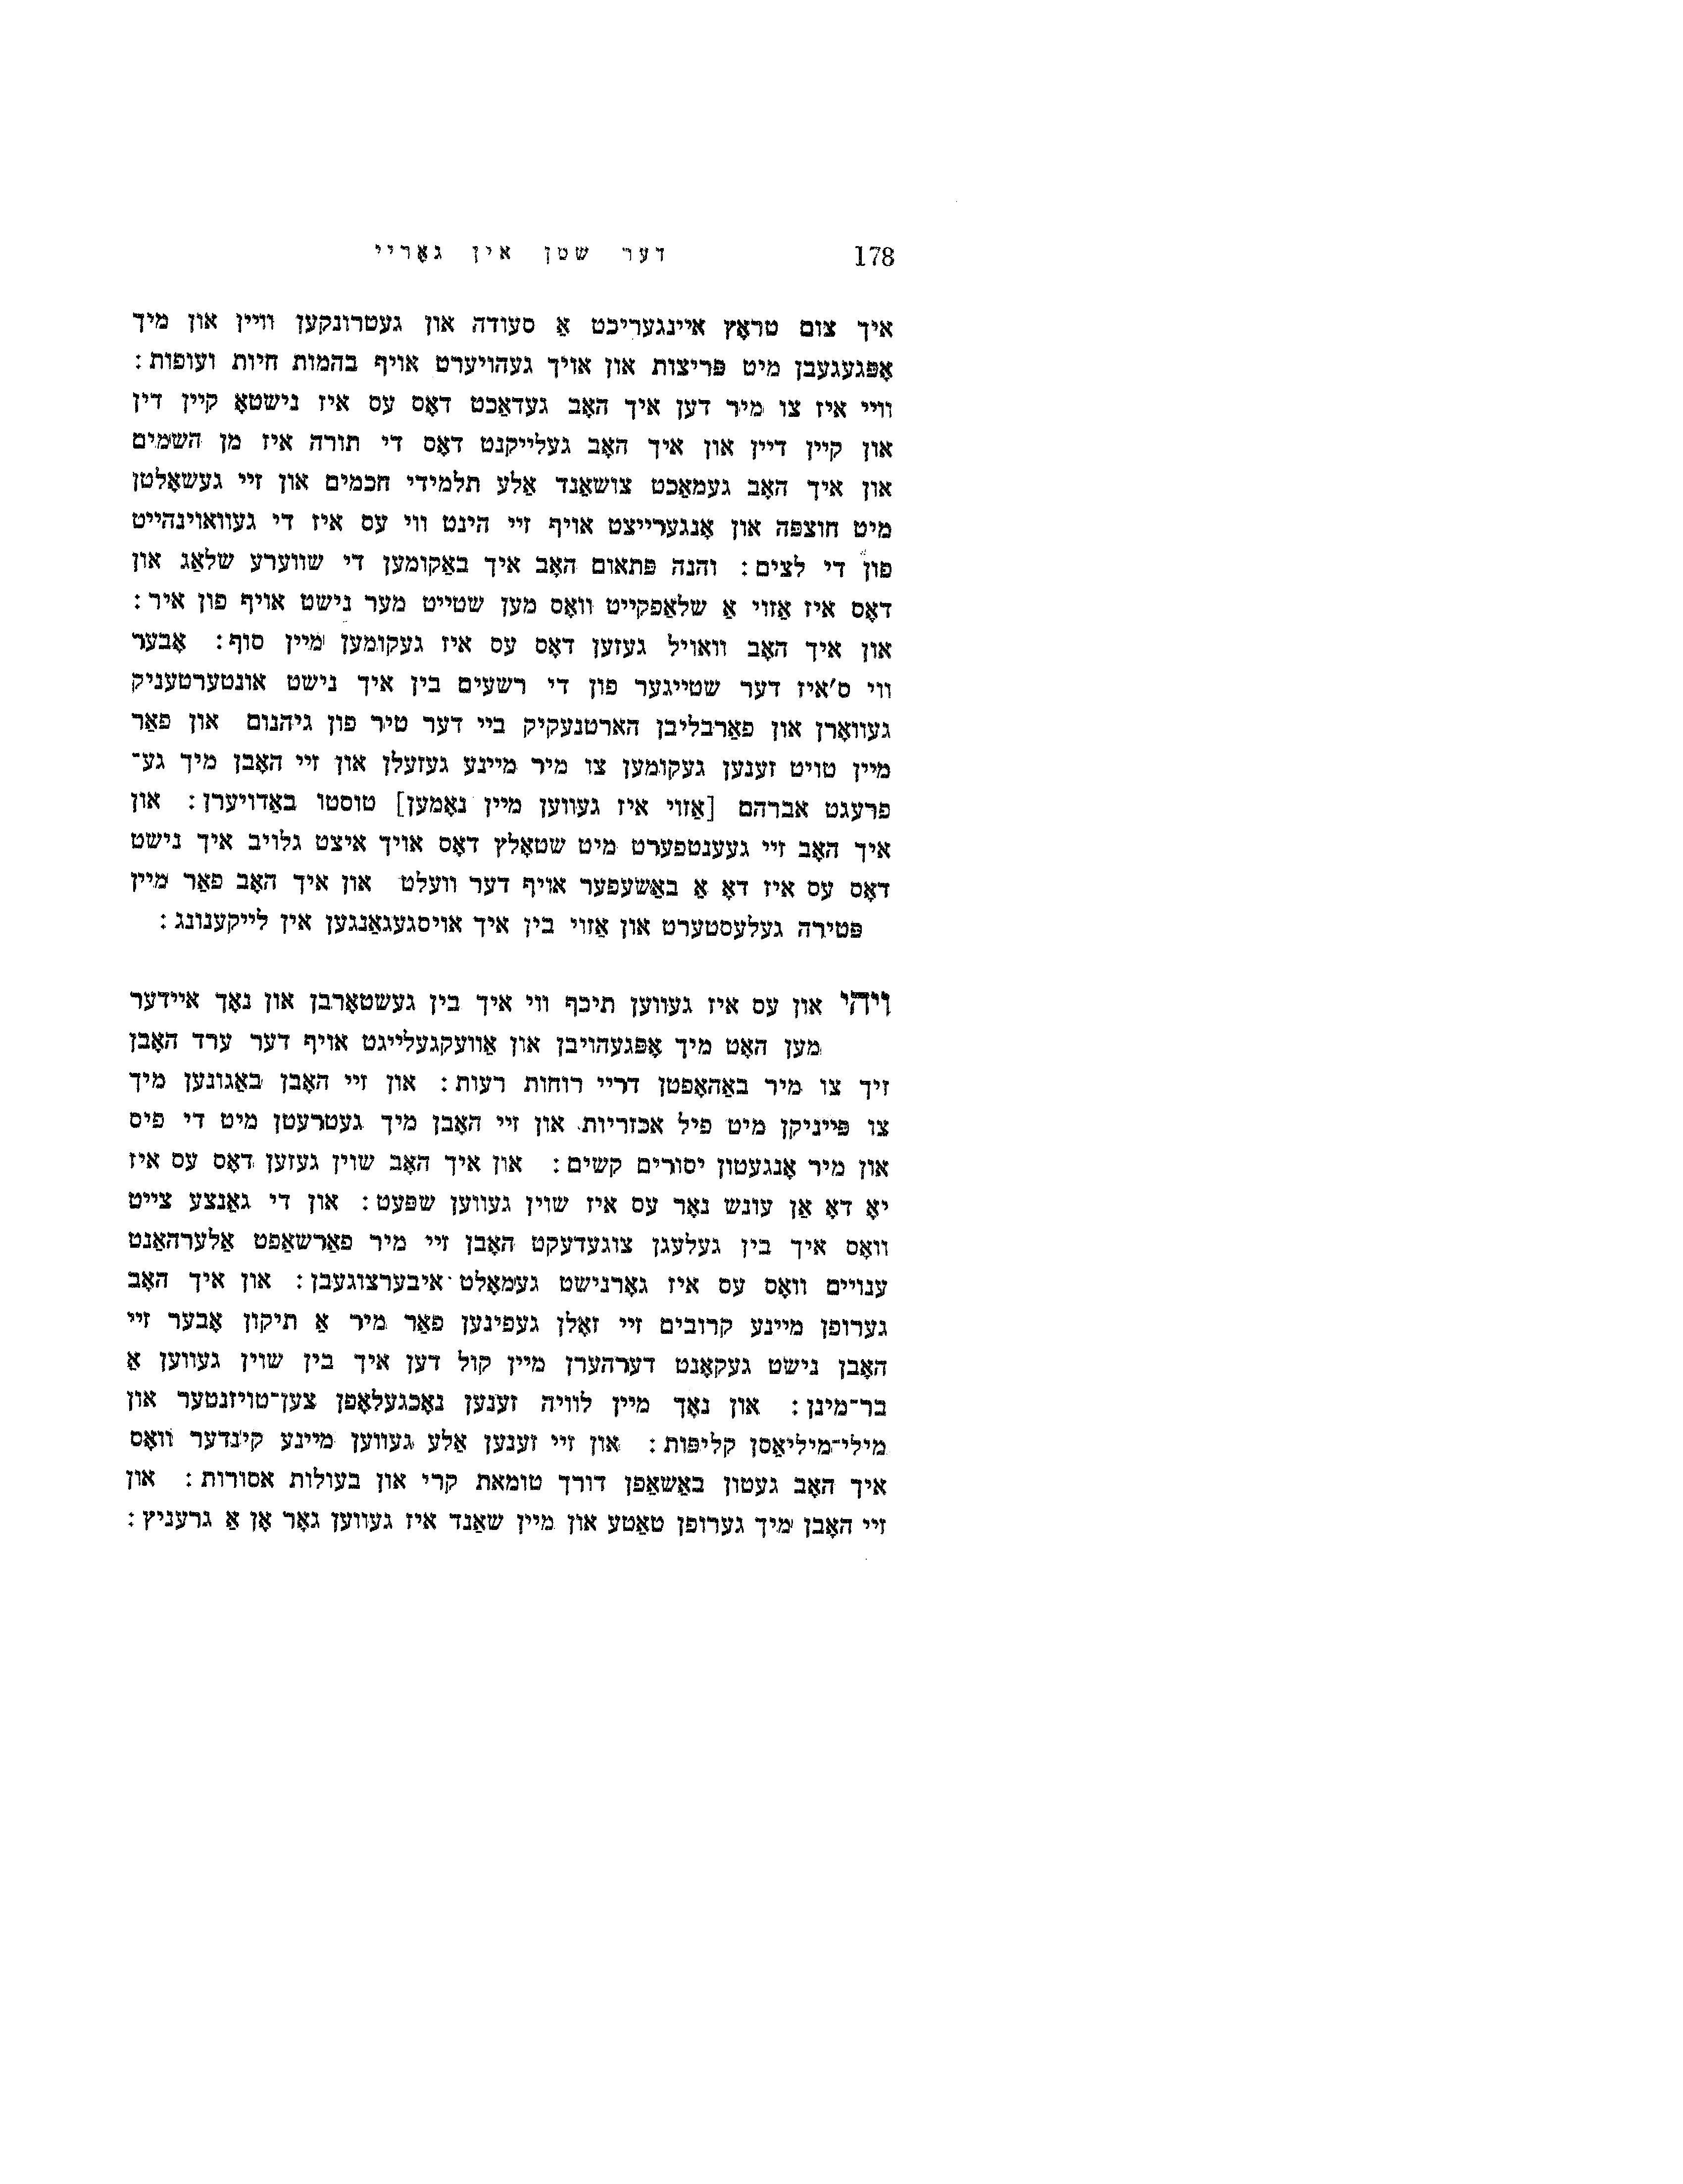 178 דער שטן אין גאָריי
איך צום טראָץ איינגעריכט אַ סעודה און געטרונקען וויין און מיך
אָפּגעגעבן מיט פּריצות און אויך געהויערט אויף בהמות חיות ועופות:
וויי איז צו מיר דען איך האָב געדאַכט דאָס עס איז נישטאָ קיין דין
און קיין דיין און איך האָב געלייקנט דאָס די תורה איז מן השמים
און איך האָב געמאַכט צושאַנד אַלע תלמידי חכמים און זיי געשאָלטן
מיט חוצפּה און אָנגערייצט אויף זיי הינט ווי עס איז די געוואוינהייט
פון די לצים: והנה פּתאום האָב איך באַקומען די שווערע שלאַג און
דאָס איז אַזוי אַ שלאַפקייט וואָס מען שטייט מער נישט אויף פון איר:
און איך האָב וואויל געזען דאָס עס איז געקומען מיין סוף: אָבער
ווי ס'איז דער שטייגער פון די רשעים בין איך נישט אונטערטעניק
געוואָרן און פאַרבליבן הארטנעקיק ביי דער טיר פון גיהנום און פאַר
מיין טויט זענען געקומען צו מיר מיינע געזעלן און זיי האָבן מיך גע־
פרעגט אברהם [אַזוי איז געווען מיין נאָמען] טוסטו באַדויערן: און
איך האָב זיי געענטפערט מיט שטאָלץ דאָס אויך איצט גלויב איך נישט
דאָס עס איז דאָ אַ באַשעפער אויף דער וועלט און איך האָב פאַר מיין
פּטירה געלעסטערט און אַזוי בין איך אויסגעגאַנגען אין לייקענונג:
ויהי און עס איז געווען תיכף ווי איך בין געשטאָרבן און נאָך איידער
מען האָט מיך אָפּגעהויבן און אַוועקגעלייגט אויף דער ערד האָבן
זיך צו מיר באַהאָפטן דריי רוחות רעות: און זיי האָבן באַגונען מיך
צו פּייניקן מיט פיל אכזריות און זיי האָבן מיך געטרעטן מיט די פיס
און מיר אָנגעטון יסורים קשים: און איך האָב שוין געזען דאָס עס איז
יאָ דאָ אַן עונש נאָר עס איז שוין געווען שפּעט: און די גאַנצע צייט
וואָס איך בין געלעגן צוגעדעקט האָבן זיי מיר פאַרשאַפט אַלערהאַנט
ענויים וואָס עס איז גאָרנישט געמאָלט איבערצוגעבן: און איך האָב
גערופן מיינע קרובים זיי זאָלן געפינען פאַר מיר אַ תיקון אָבער זיי
האָבן נישט געקאָנט דערהערן מיין קול דען איך בין שוין געווען אַ
בר־מינן: און נאָך מיין לוויה זענען נאָכגעלאָפן צען־טויזנטער און
מילי־מיליאַסן קליפּות: און זיי זענען אַלע געווען מיינע קינדער וואָס
איך האָב געטון באַשאַפן דורך טומאת קרי און בעולות אסורות: און
זיי האָבן מיך גערופן טאַטע און מיין שאַנד איז געווען גאָר אָן אַ גרעניץ: